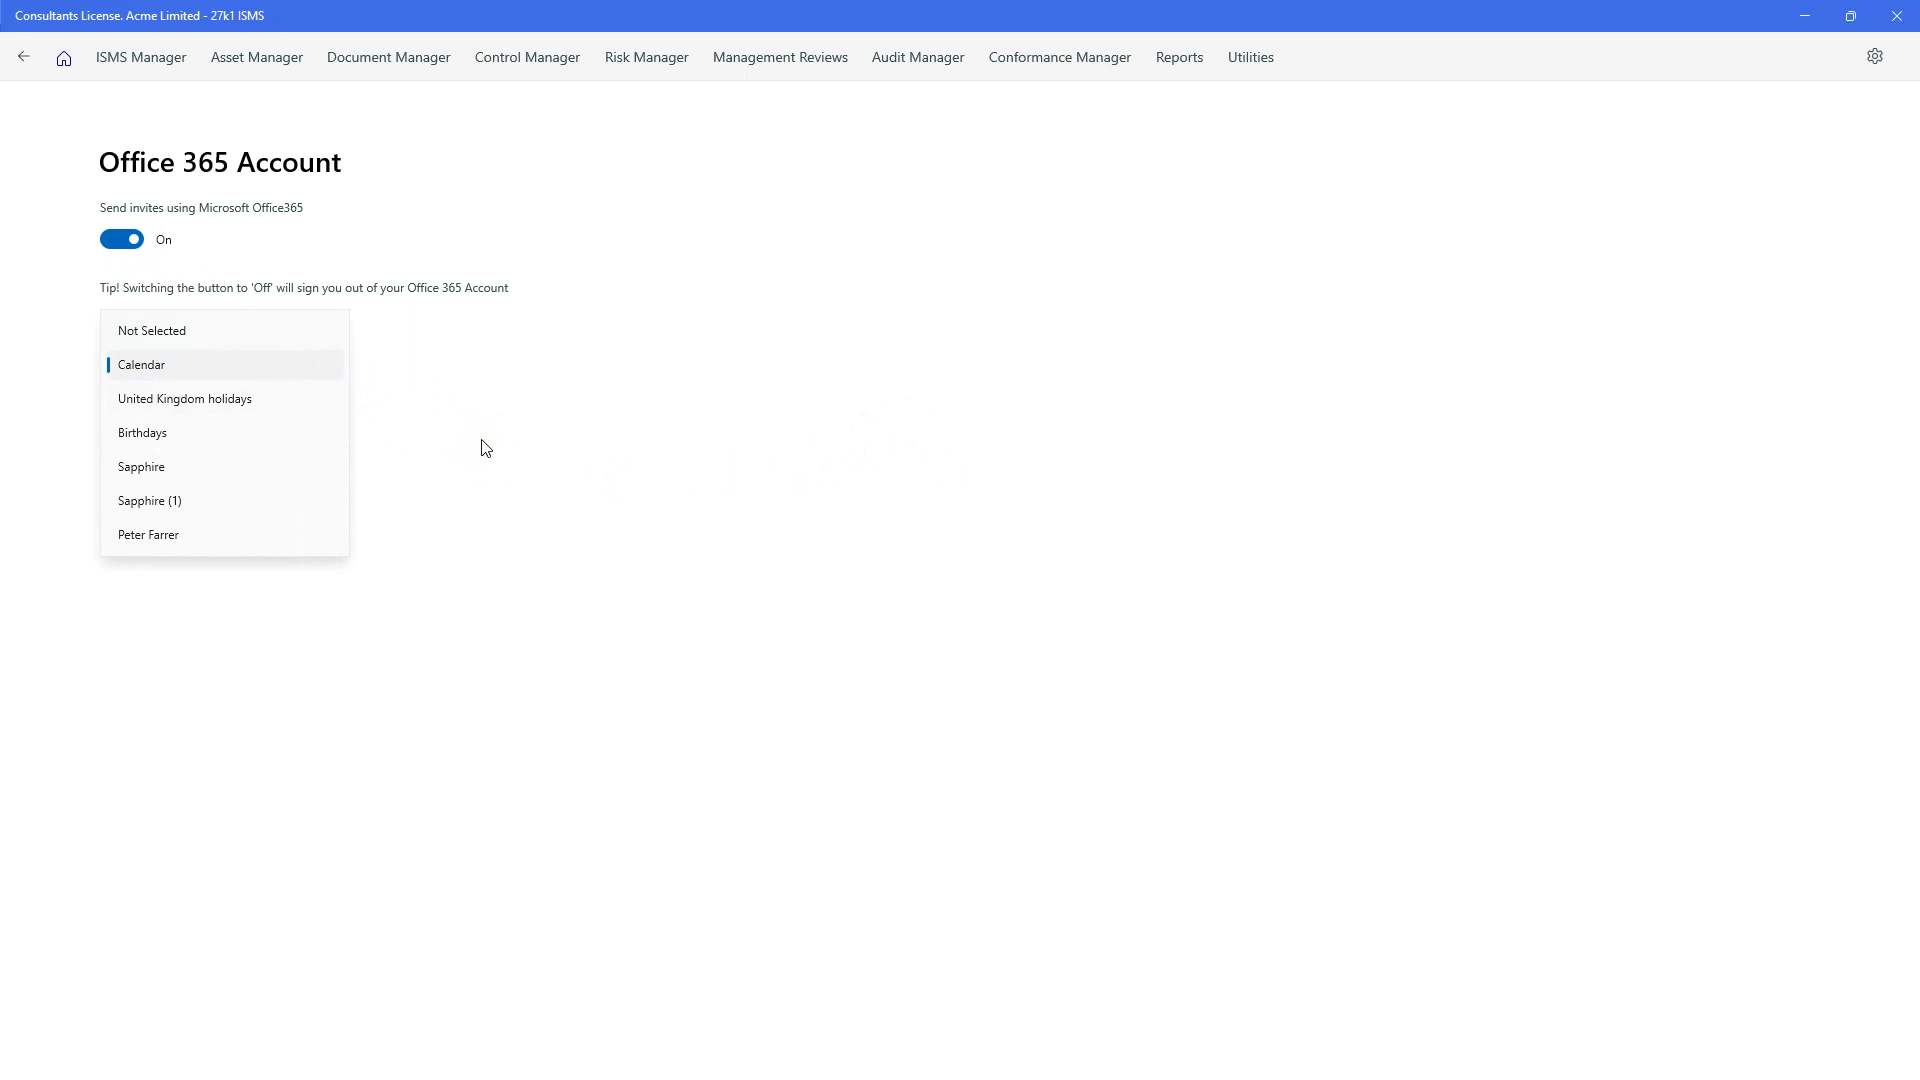 Consultants License. Acme Limited - 27k1 ISMS
ISMS Manager Asset Manager Document Manager Control Manager Risk Manager Management Reviews Audit Manager Conformance Manager Reports Utilities
Office 365 Account
Send invites using Microsoft Office365
On
Tip! Switching the button to 'Off' will sign you out of your Office 365 Account
Not Selected
Calendar
United Kingdom holidays
Birthdays
Sapphire
Sapphire (1)
Peter Farrer